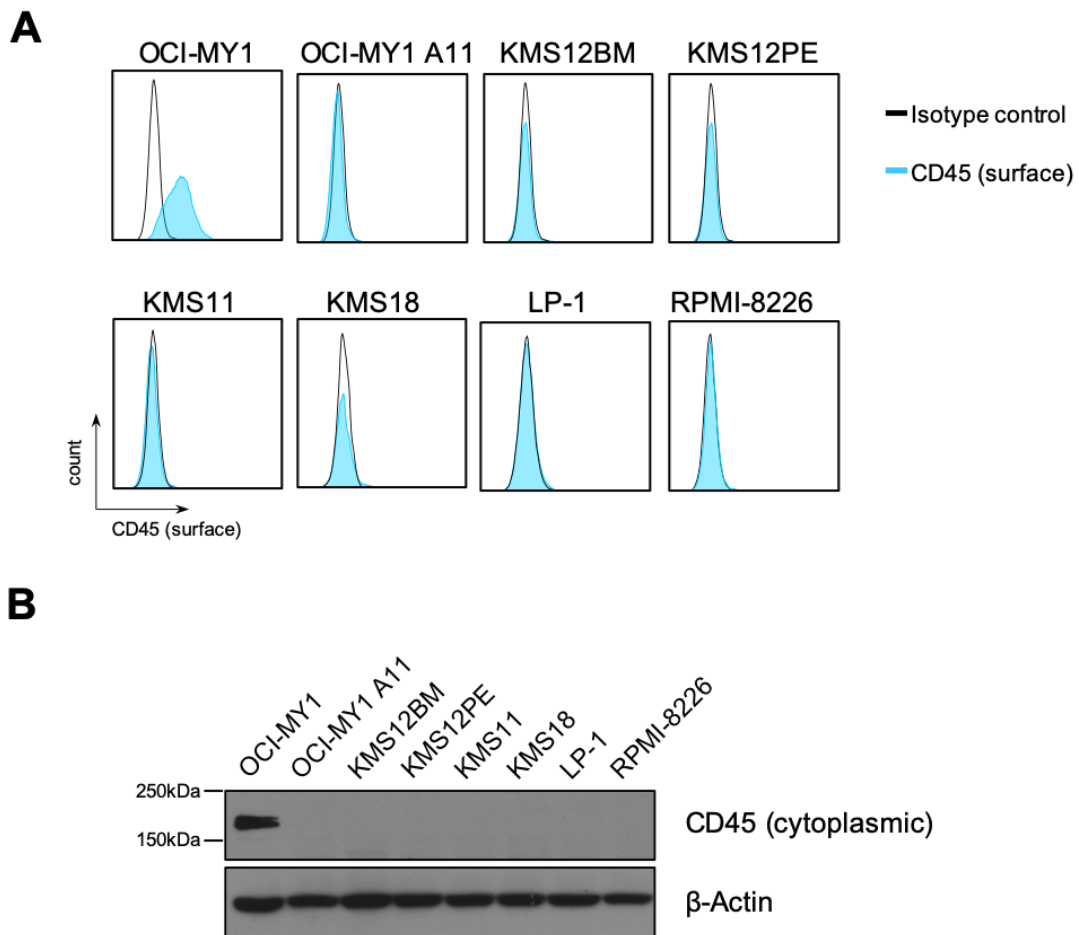 A
OCI-MY1
OCI-MY1 A11
KMS12BM
KMS12PE
Isotype control
CD45 (surface)
KMS11
KMS18
LP-1
RPMI-8226
count
CD45 (surface)
B
OCI-MY1
OCI-MY1 A11
KMS12BM
KMS12PE
KMS11
KMS18
LP-1
RPMI-8226
250kDa
150kDa
CD45 (cytoplasmic)
β-Actin